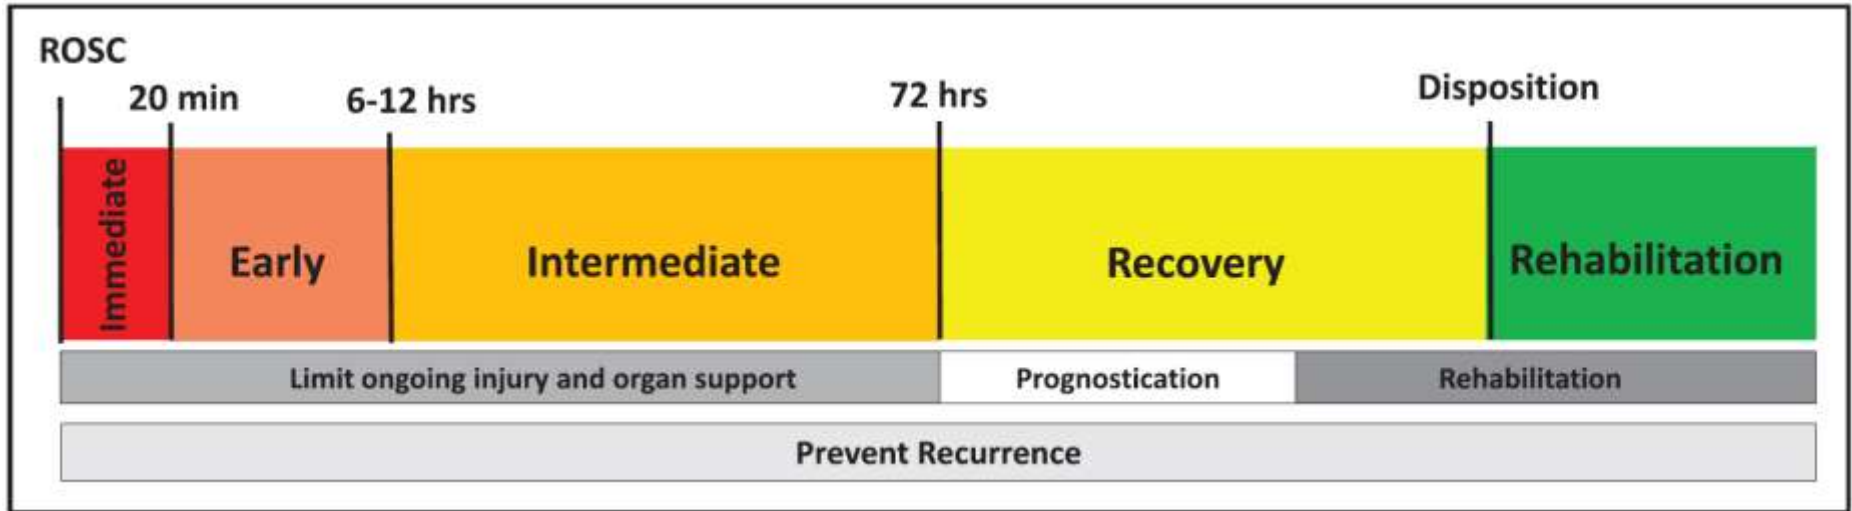 ROSC
20 min
6-12 hrs
72 hrs
Disposition
Immediate
Early
Intermediate
Recovery
Rehabilitation
Limit ongoing injury and organ support
Prognostication
Rehabilitation
Prevent Recurrence